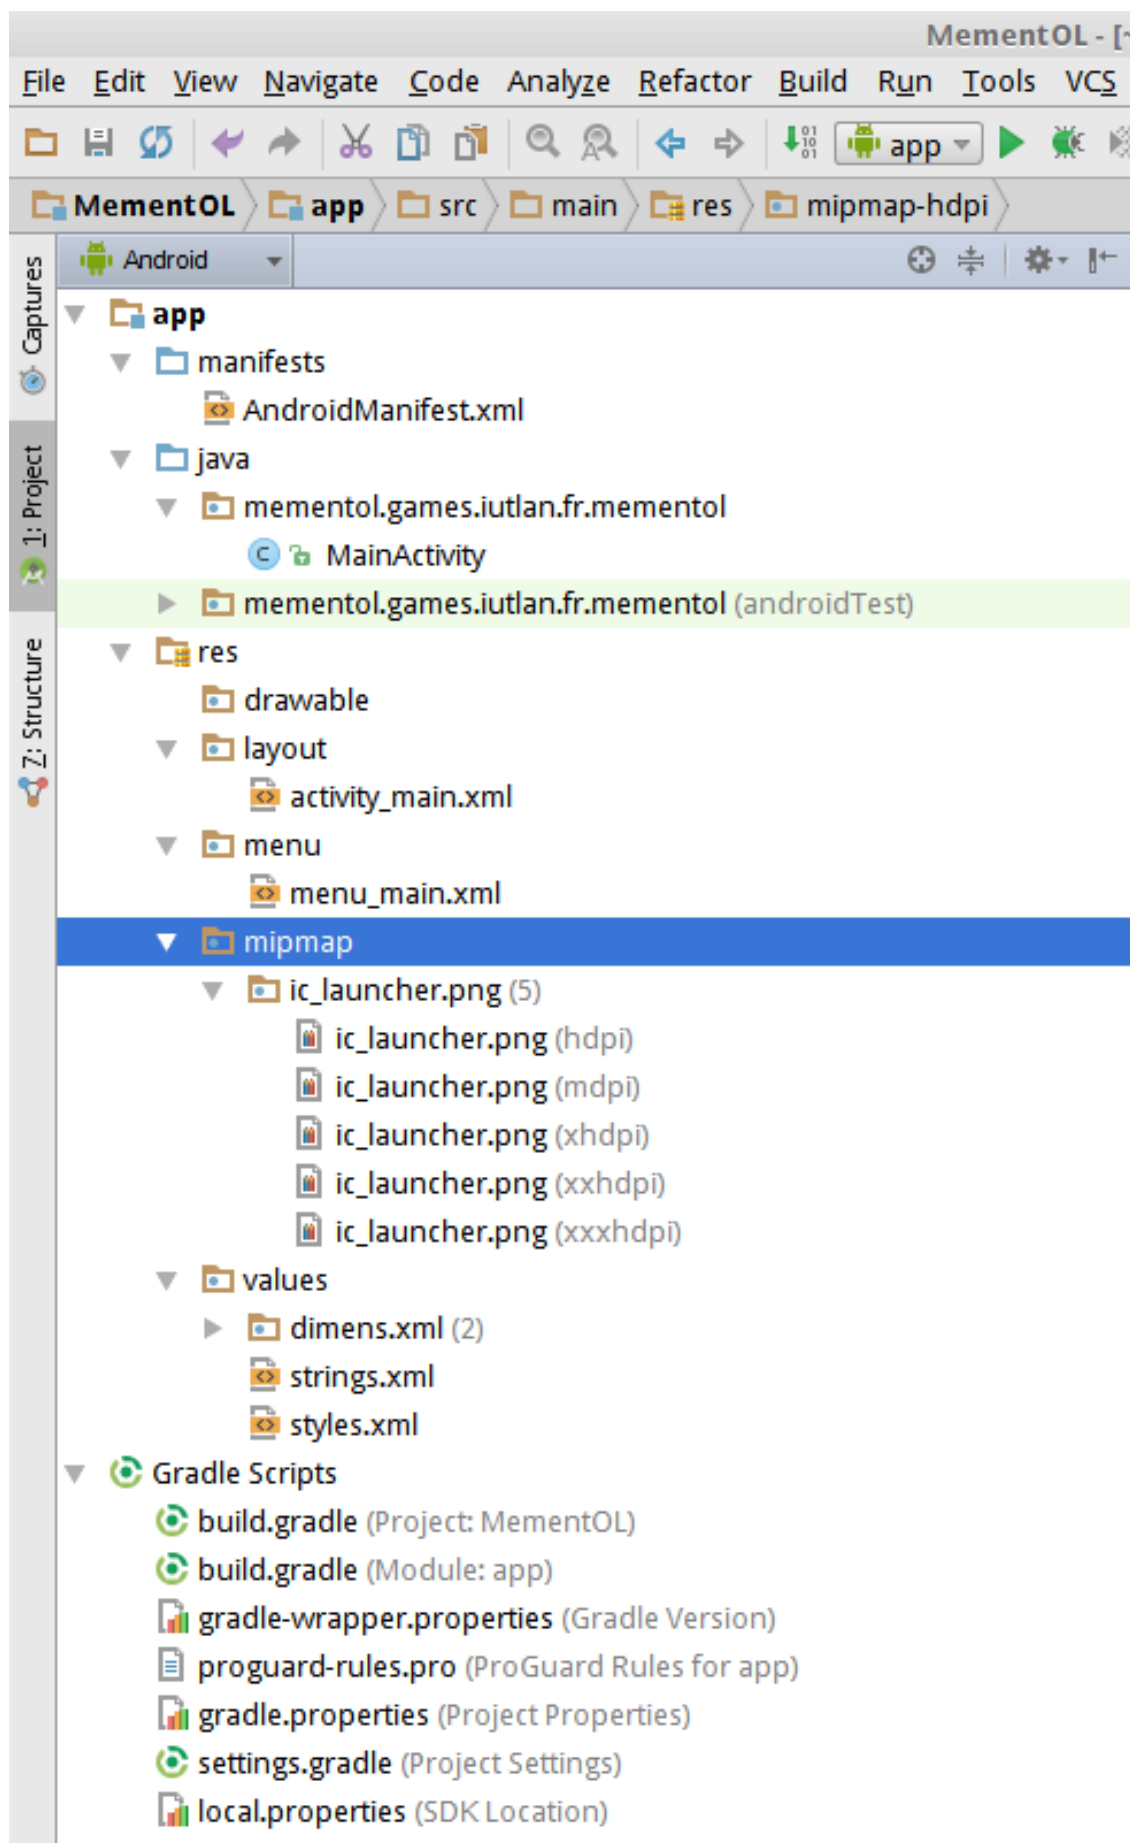 MementOL - [~
File Edit View Navigate Code Analyze Refactor Build Run Tools VCS
app
MementOL app src main res mipmap-hdpi
Captures
1: Project
7: Structure
Android
app
manifests
AndroidManifest.xml
java
mementol.games.iutlan.fr.mementol
C MainActivity
mementol.games.iutlan.fr.mementol (androidTest)
res
drawable
layout
activity_main.xml
menu
menu_main.xml
mipmap
ic_launcher.png (5)
ic_launcher.png (hdpi)
ic_launcher.png (mdpi)
ic_launcher.png (xhdpi)
ic_launcher.png (xxhdpi)
ic_launcher.png (xxxhdpi)
values
dimens.xml (2)
strings.xml
styles.xml
Gradle Scripts
build.gradle (Project: MementOL)
build.gradle (Module: app)
gradle-wrapper.properties (Gradle Version)
proguard-rules.pro (ProGuard Rules for app)
gradle.properties (Project Properties)
settings.gradle (Project Settings)
local.properties (SDK Location)